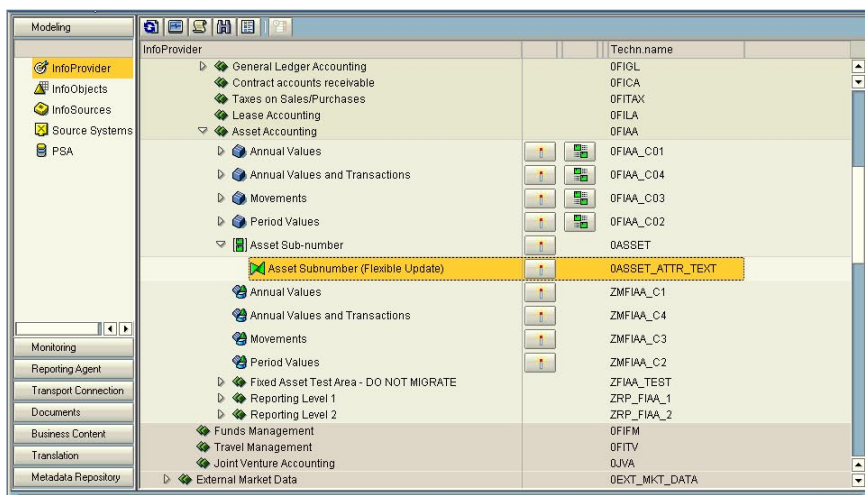 Modeling
InfoProvider
InfoObjects
InfoSources
Source Systems
PSA
Monitoring
Reporting Agent
Transport Connection
Documents
Business Content
Translation
Metadata Repository
InfoProvider Techn.name
General Ledger Accounting 0FIGL
Contract accounts receivable 0FICA
Taxes on Sales/Purchases 0FITAX
Lease Accounting 0FILA
Asset Accounting 0FIAA
Annual Values 0FIAA_C01
Annual Values and Transactions 0FIAA_C04
Movements 0FIAA_C03
Period Values 0FIAA_C02
Asset Sub-number 0ASSET
Asset Subnumber (Flexible Update) 0ASSET_ATTR_TEXT
Annual Values ZMFIAA_C1
Annual Values and Transactions ZMFIAA_C4
Movements ZMFIAA_C3
Period Values ZMFIAA_C2
Fixed Asset Test Area - DO NOT MIGRATE ZFIAA_TEST
Reporting Level 1 ZRP_FIAA_1
Reporting Level 2 ZRP_FIAA_2
Funds Management 0FIFM
Travel Management 0FITV
Joint Venture Accounting 0JVA
External Market Data 0EXT_MKT_DATA